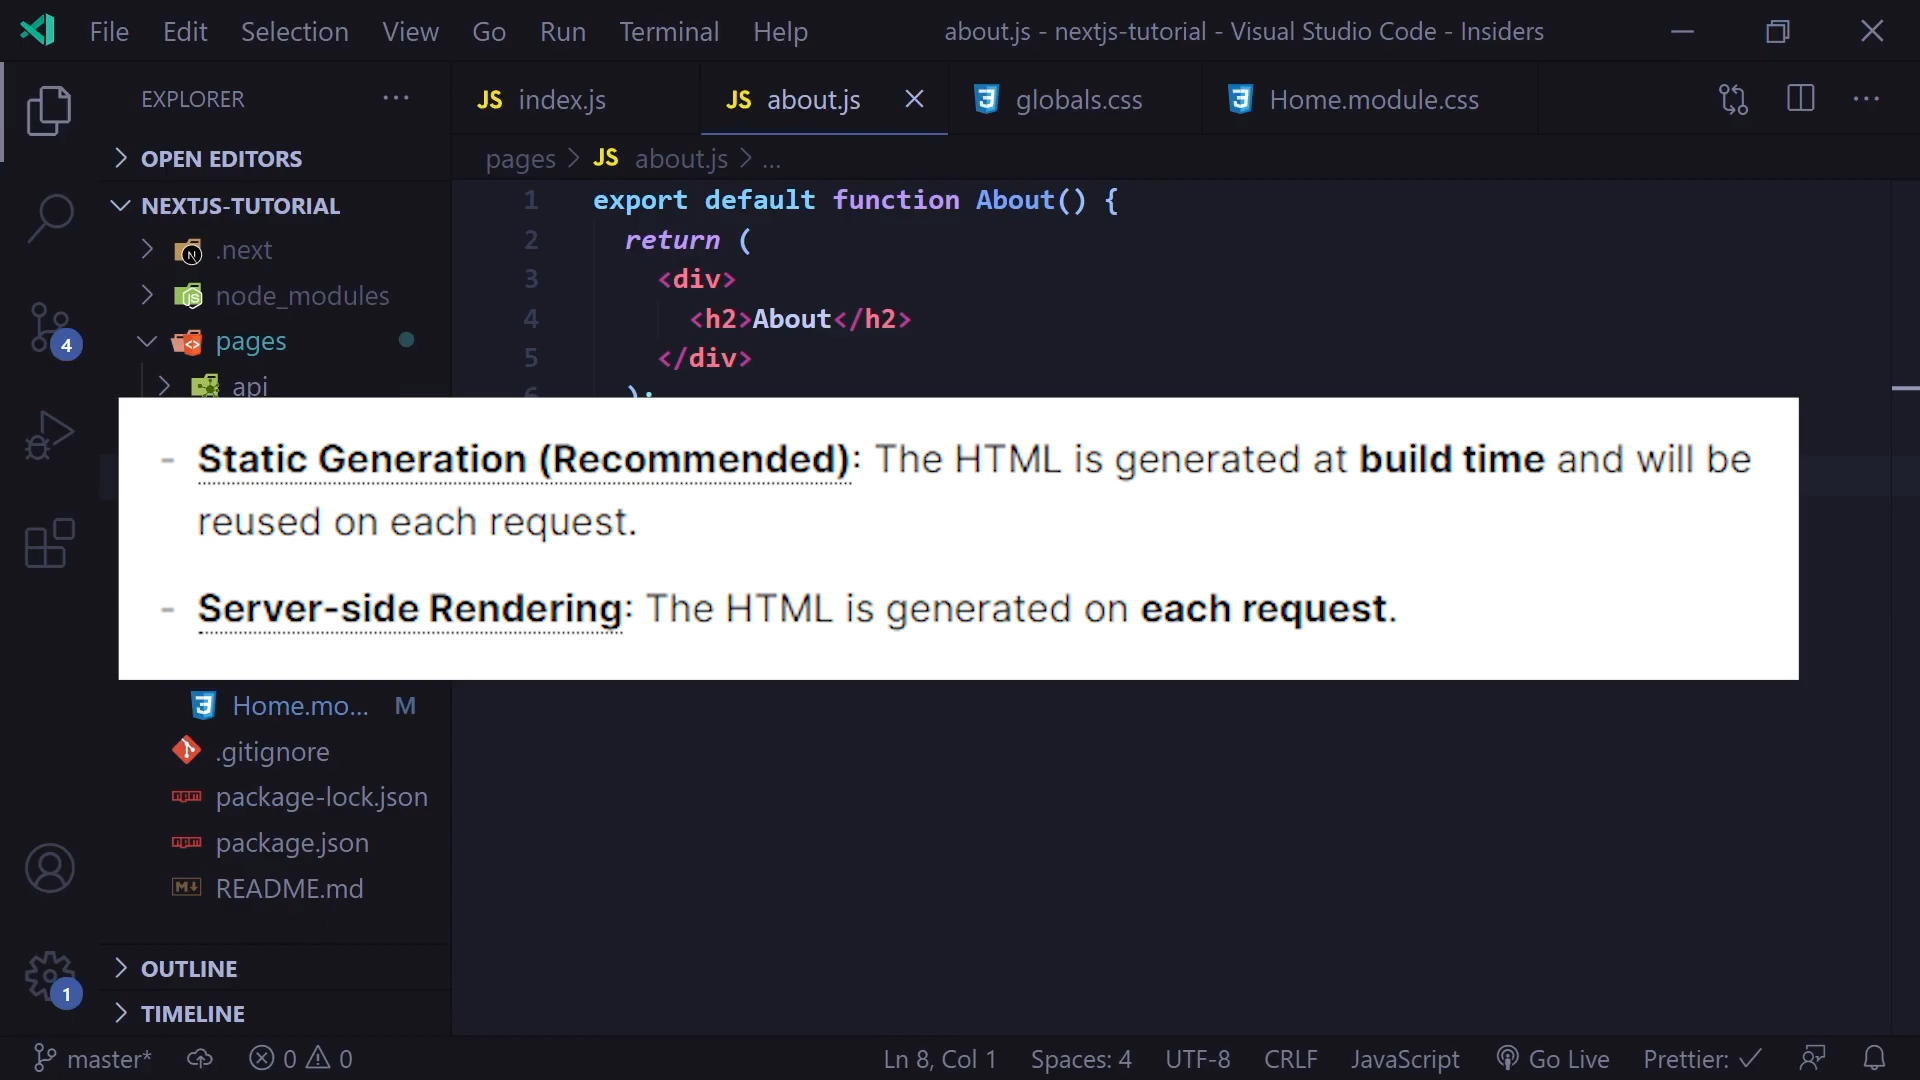 File Edit Selection View Go Run Terminal Help
about.js - nextjs-tutorial - Visual Studio Code - Insiders
EXPLORER ...
JS index.js
JS about.js
globals.css
Home.module.css
...
OPEN EDITORS
pages > JS about.js > ...
NEXTJS-TUTORIAL
.next
node_modules
pages
api
4
1 export default function About() {
2 return (
3 <div>
4 <h2>About</h2>
5 </div>
6 );
- Static Generation (Recommended): The HTML is generated at build time and will be
reused on each request.
- Server-side Rendering: The HTML is generated on each request.
Home.mo... M
.gitignore
package-lock.json
package.json
README.md
OUTLINE
1
TIMELINE
master* 0 0
Ln 8, Col 1 Spaces: 4 UTF-8 CRLF JavaScript Go Live Prettier: ✓